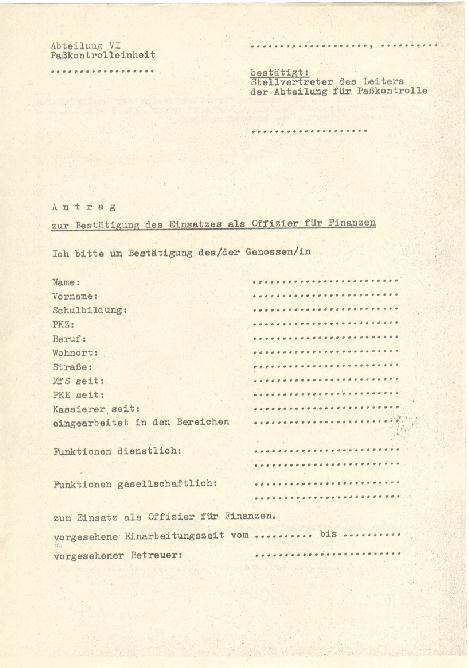 Abteilung VI
Paßkontrolleinheit
..................
...................., ..........
bestätigt:
Stellvertreter des Leiters
der Abteilung für Paßkontrolle
....................
A n t r a g
zur Bestätigung des Einsatzes als Offizier für Finanzen
Ich bitte um Bestätigung des/der Genossen/in
Name: .........................
Vorname: .........................
Schulbildung: .........................
PKZ: .........................
Beruf: .........................
Wohnort: .........................
Straße: .........................
MfS seit: .........................
PKE seit: .........................
Kassierer seit: .........................
eingearbeitet in den Bereichen .........................
Funktionen dienstlich: .........................
.........................
Funktionen gesellschaftlich: .........................
.........................
zum Einsatz als Offizier für Finanzen.
vorgesehene Einarbeitungszeit vom .......... bis ..........
vorgesehener Betreuer: .........................